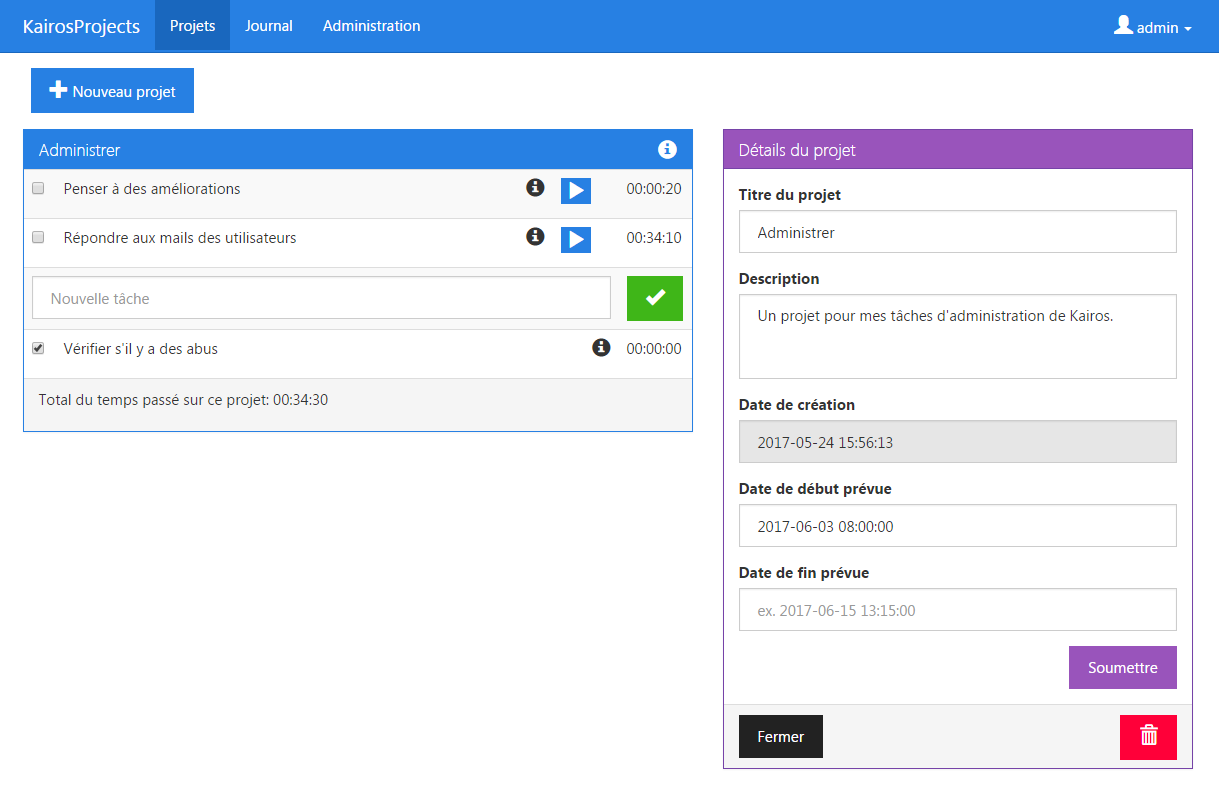 KairosProjects
Projets
Journal
Administration
admin
Nouveau projet
Administrer
Penser à des améliorations
00:00:20
Répondre aux mails des utilisateurs
00:34:10
Nouvelle tâche
Vérifier s'il y a des abus
00:00:00
Total du temps passé sur ce projet: 00:34:30
Détails du projet
Titre du projet
Administrer
Description
Un projet pour mes tâches d'administration de Kairos.
Date de création
2017-05-24 15:56:13
Date de début prévue
2017-06-03 08:00:00
Date de fin prévue
ex. 2017-06-15 13:15:00
Soumettre
Fermer